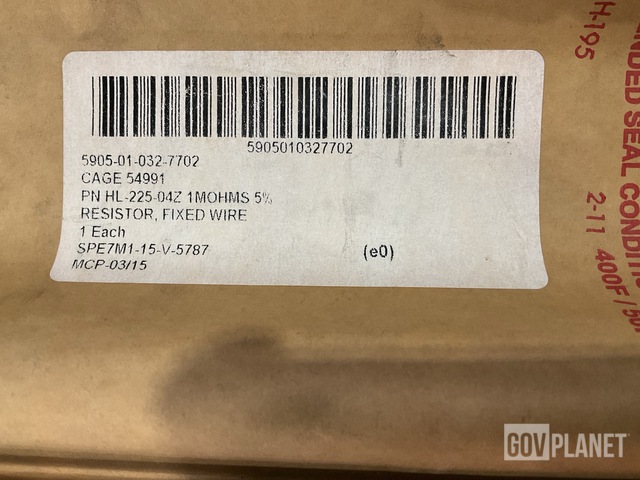 5905010327702
5905-01-032-7702
CAGE 54991
PN HL-225-04Z 1MOHMS 5%
RESISTOR, FIXED WIRE
1 Each
SPE7M1-15-V-5787
(e0)
MCP-03/15
H-195
SEAL
2-11 400F/
GOVPLANET